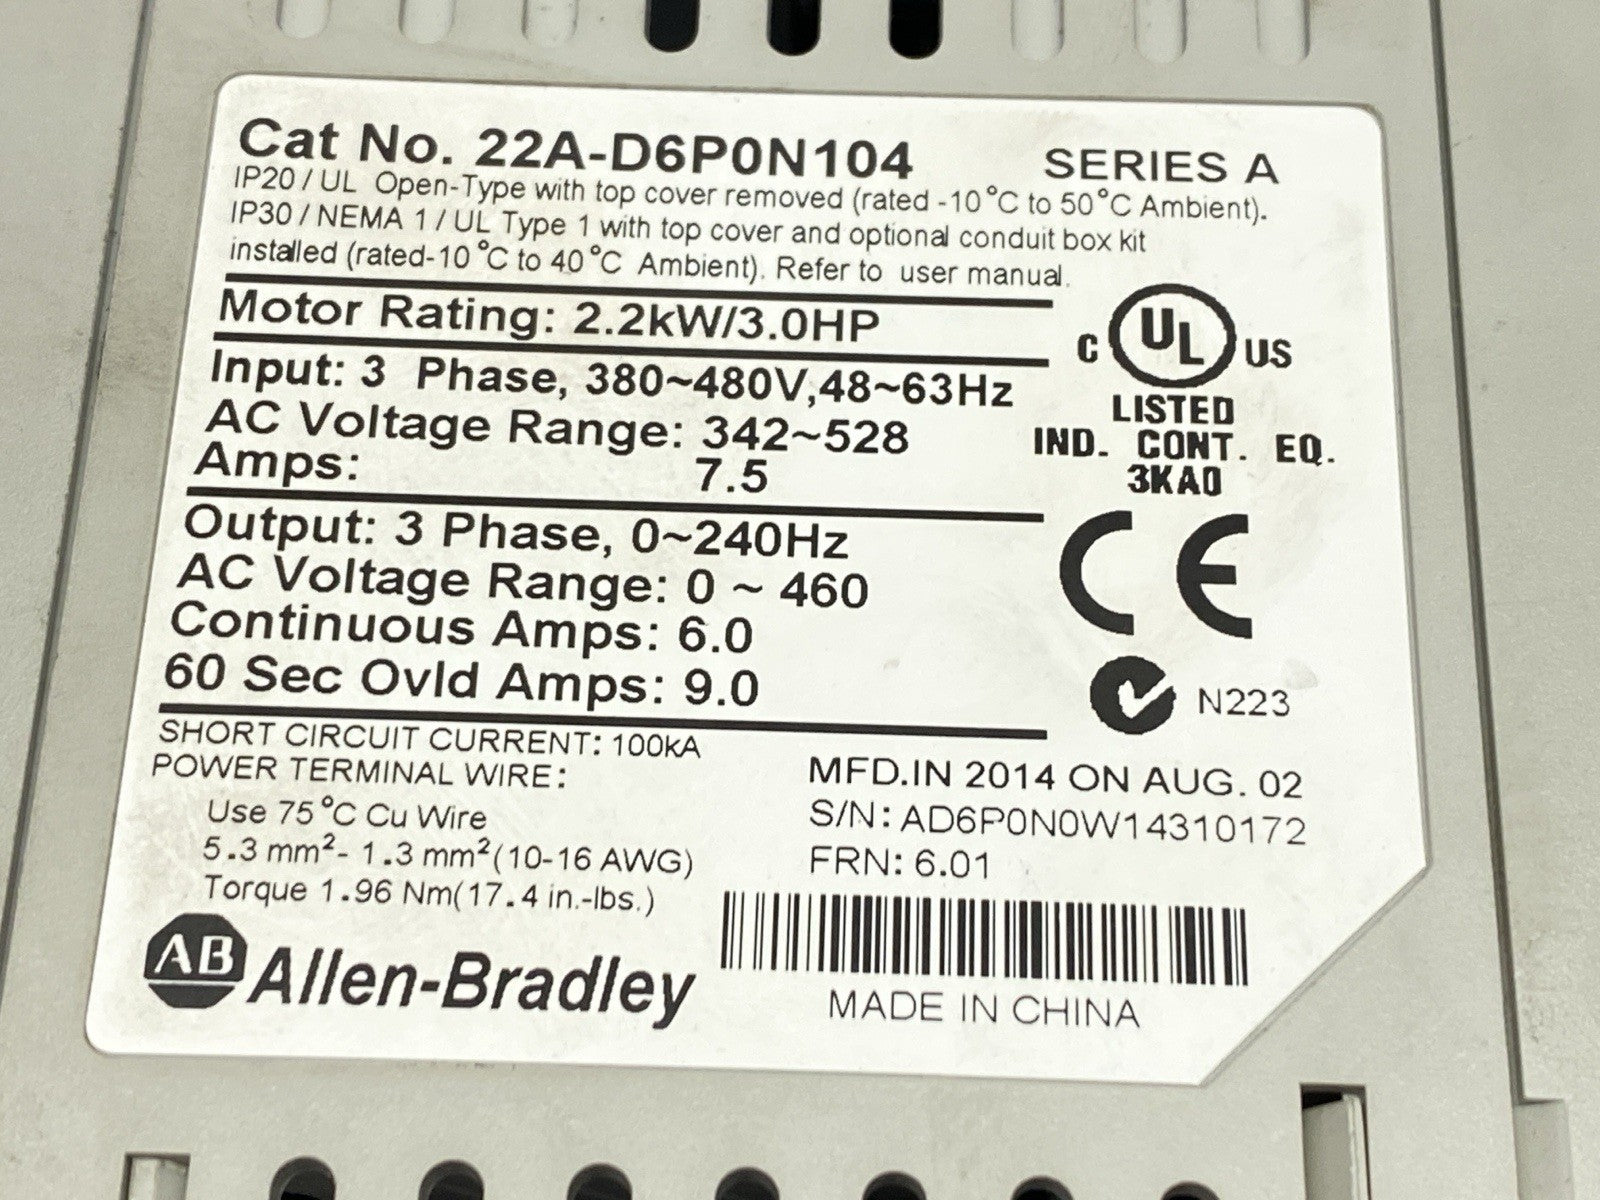 Cat No. 22A-D6P0N104 SERIES A
IP20 / UL Open-Type with top cover removed (rated -10°C to 50°C Ambient).
IP30 / NEMA 1 / UL Type 1 with top cover and optional conduit box kit
installed (rated-10°C to 40°C Ambient). Refer to user manual.
Motor Rating: 2.2kW/3.0HP
Input: 3 Phase, 380~480V,48~63Hz
AC Voltage Range: 342~528
Amps: 7.5
Output: 3 Phase, 0~240Hz
AC Voltage Range: 0 ~ 460
Continuous Amps: 6.0
60 Sec Ovld Amps: 9.0
C UL US
LISTED
IND. CONT. EQ.
3KA0
CE
N223
SHORT CIRCUIT CURRENT: 100kA
POWER TERMINAL WIRE:
Use 75°C Cu Wire
5.3 mm²- 1.3 mm²(10-16 AWG)
Torque 1.96 Nm(17.4 in.-lbs.)
MFD.IN 2014 ON AUG. 02
S/N: AD6P0N0W14310172
FRN: 6.01
AB Allen-Bradley
MADE IN CHINA